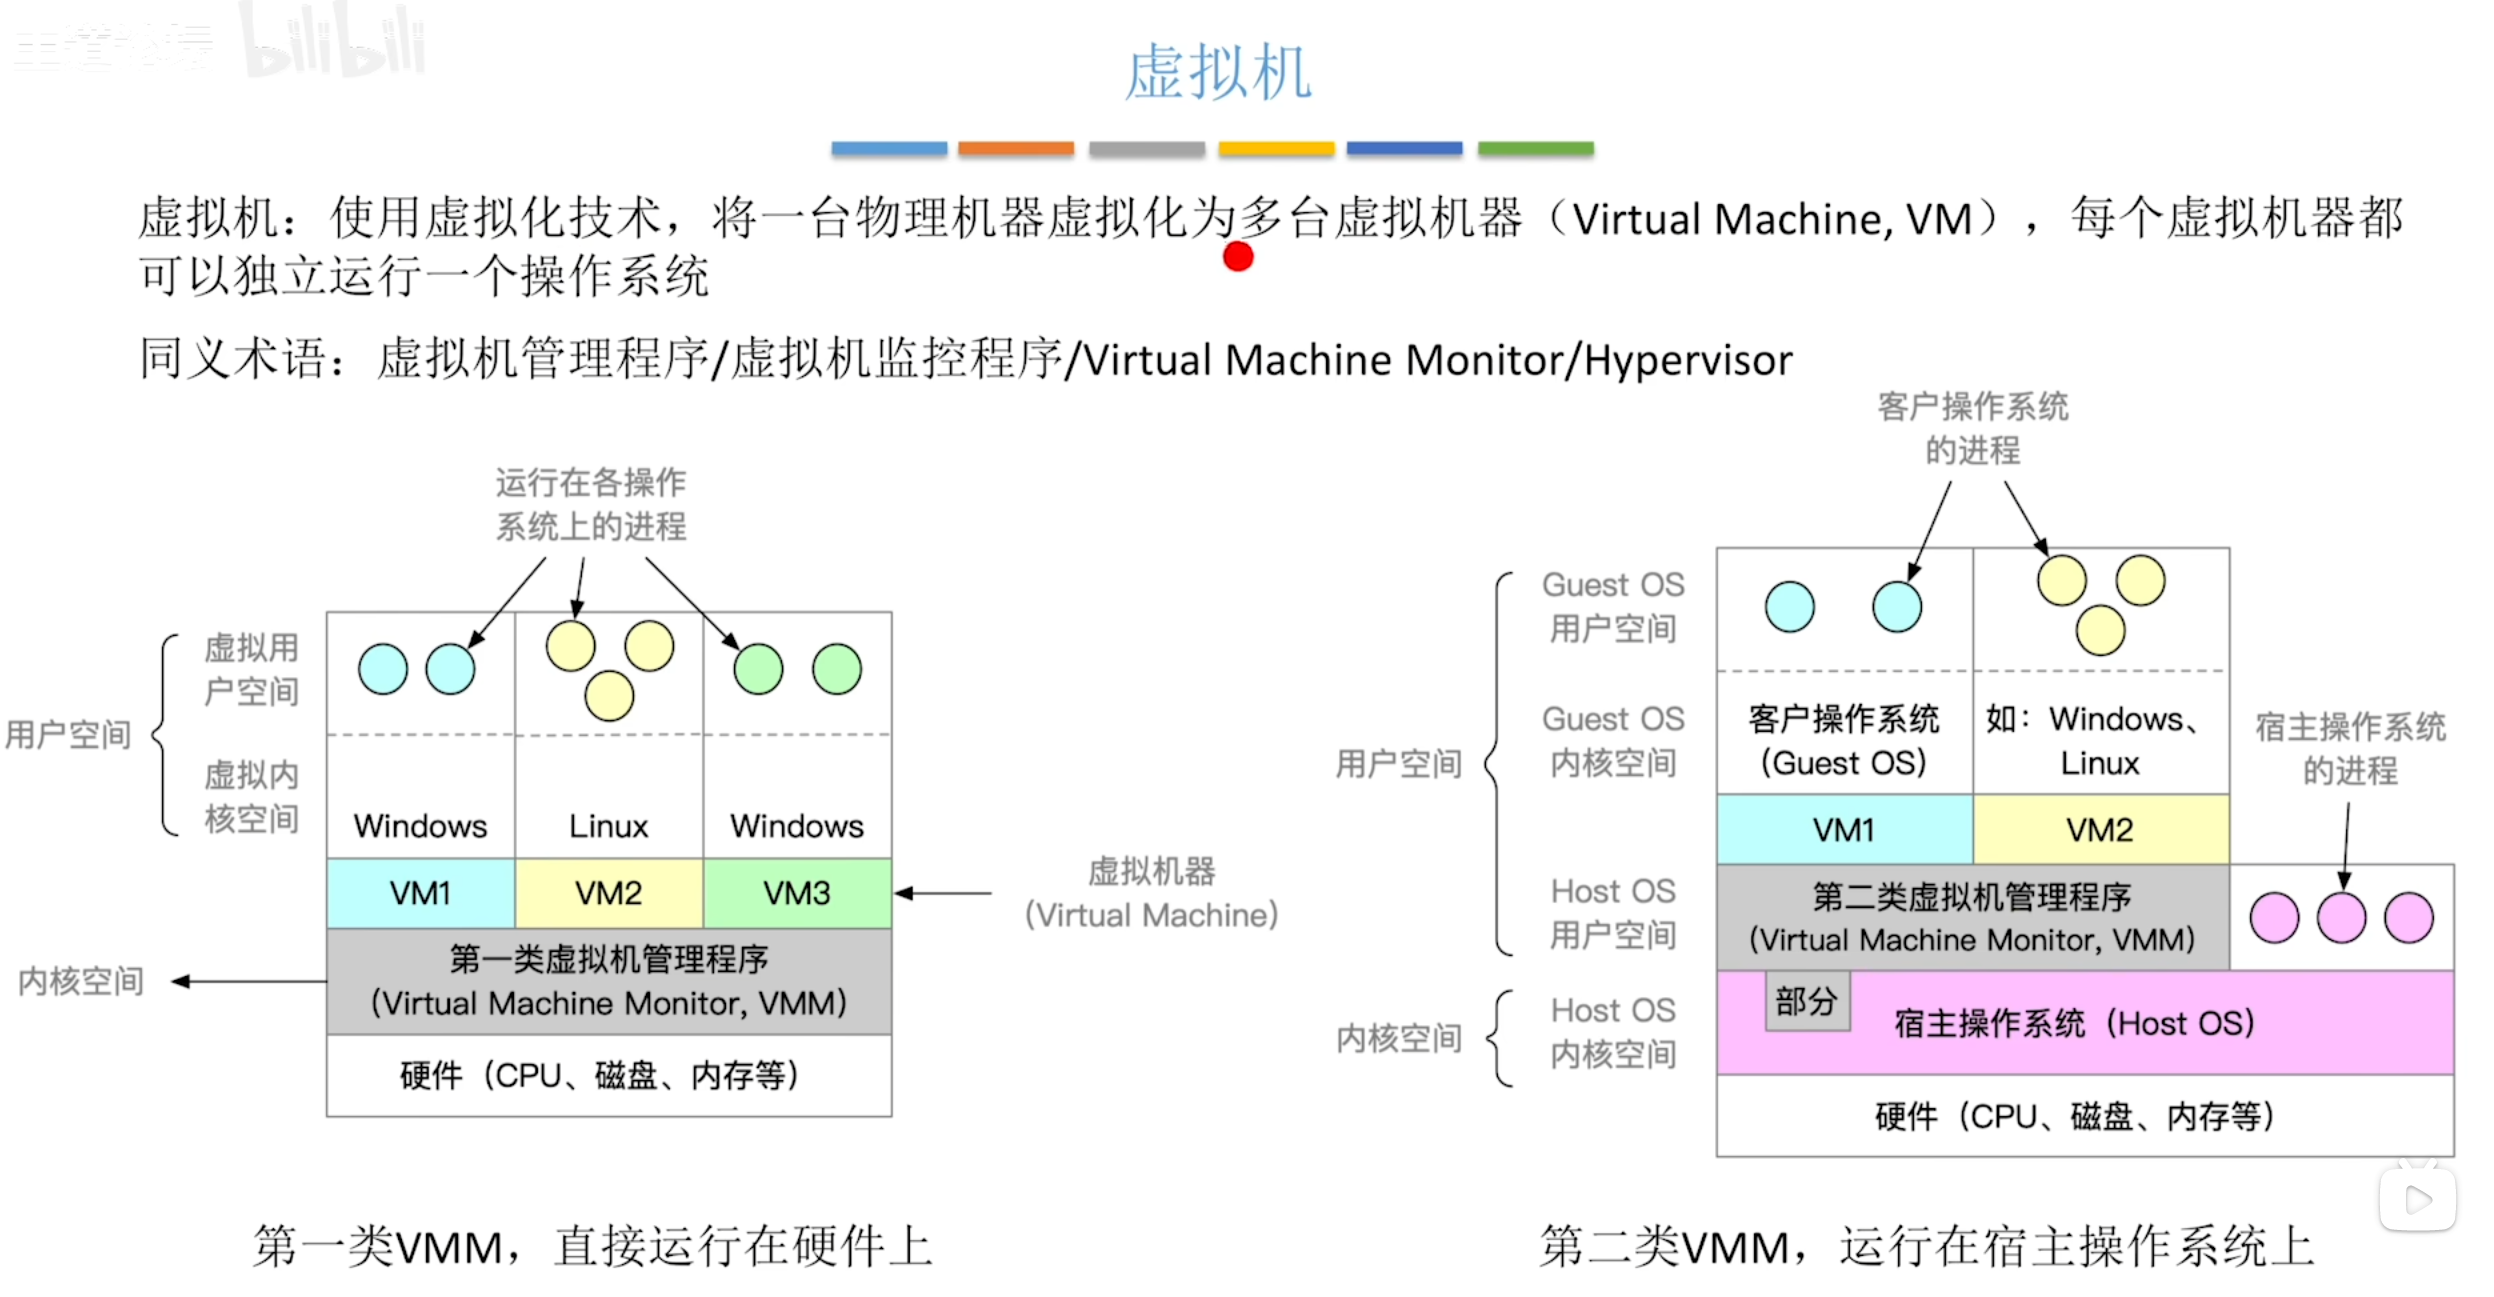 bilibili
虚拟机
虚拟机：使用虚拟化技术，将一台物理机器虚拟化为多台虚拟机器（Virtual Machine, VM），每个虚拟机器都
可以独立运行一个操作系统
同义术语：虚拟机管理程序/虚拟机监控程序/Virtual Machine Monitor/Hypervisor
运行在各操作
系统上的进程
用户空间
虚拟用
户空间
虚拟内
核空间
Windows
Linux
Windows
VM1
VM2
VM3
虚拟机器
（Virtual Machine）
内核空间
第一类虚拟机管理程序
（Virtual Machine Monitor, VMM）
硬件（CPU、磁盘、内存等）
第一类VMM，直接运行在硬件上
客户操作系统
的进程
用户空间
Guest OS
用户空间
Guest OS
内核空间
Host OS
用户空间
客户操作系统
（Guest OS）
如：Windows、
Linux
宿主操作系统
的进程
VM1
VM2
第二类虚拟机管理程序
（Virtual Machine Monitor, VMM）
内核空间
Host OS
内核空间
部分
宿主操作系统（Host OS）
硬件（CPU、磁盘、内存等）
第二类VMM，运行在宿主操作系统上